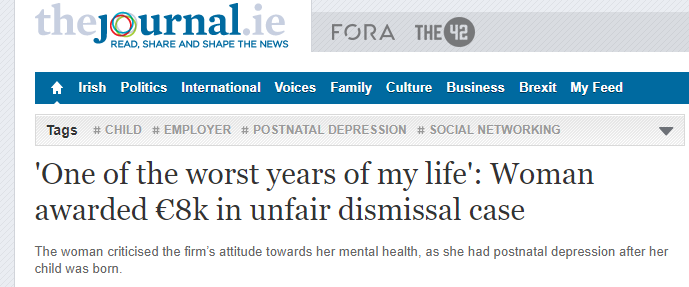 thejournal.ie
READ, SHARE AND SHAPE THE NEWS
FORA THE 42
Irish Politics International Voices Family Culture Business Brexit My Feed
Tags # CHILD # EMPLOYER # POSTNATAL DEPRESSION # SOCIAL NETWORKING
'One of the worst years of my life': Woman
awarded €8k in unfair dismissal case
The woman criticised the firm's attitude towards her mental health, as she had postnatal depression after her
child was born.